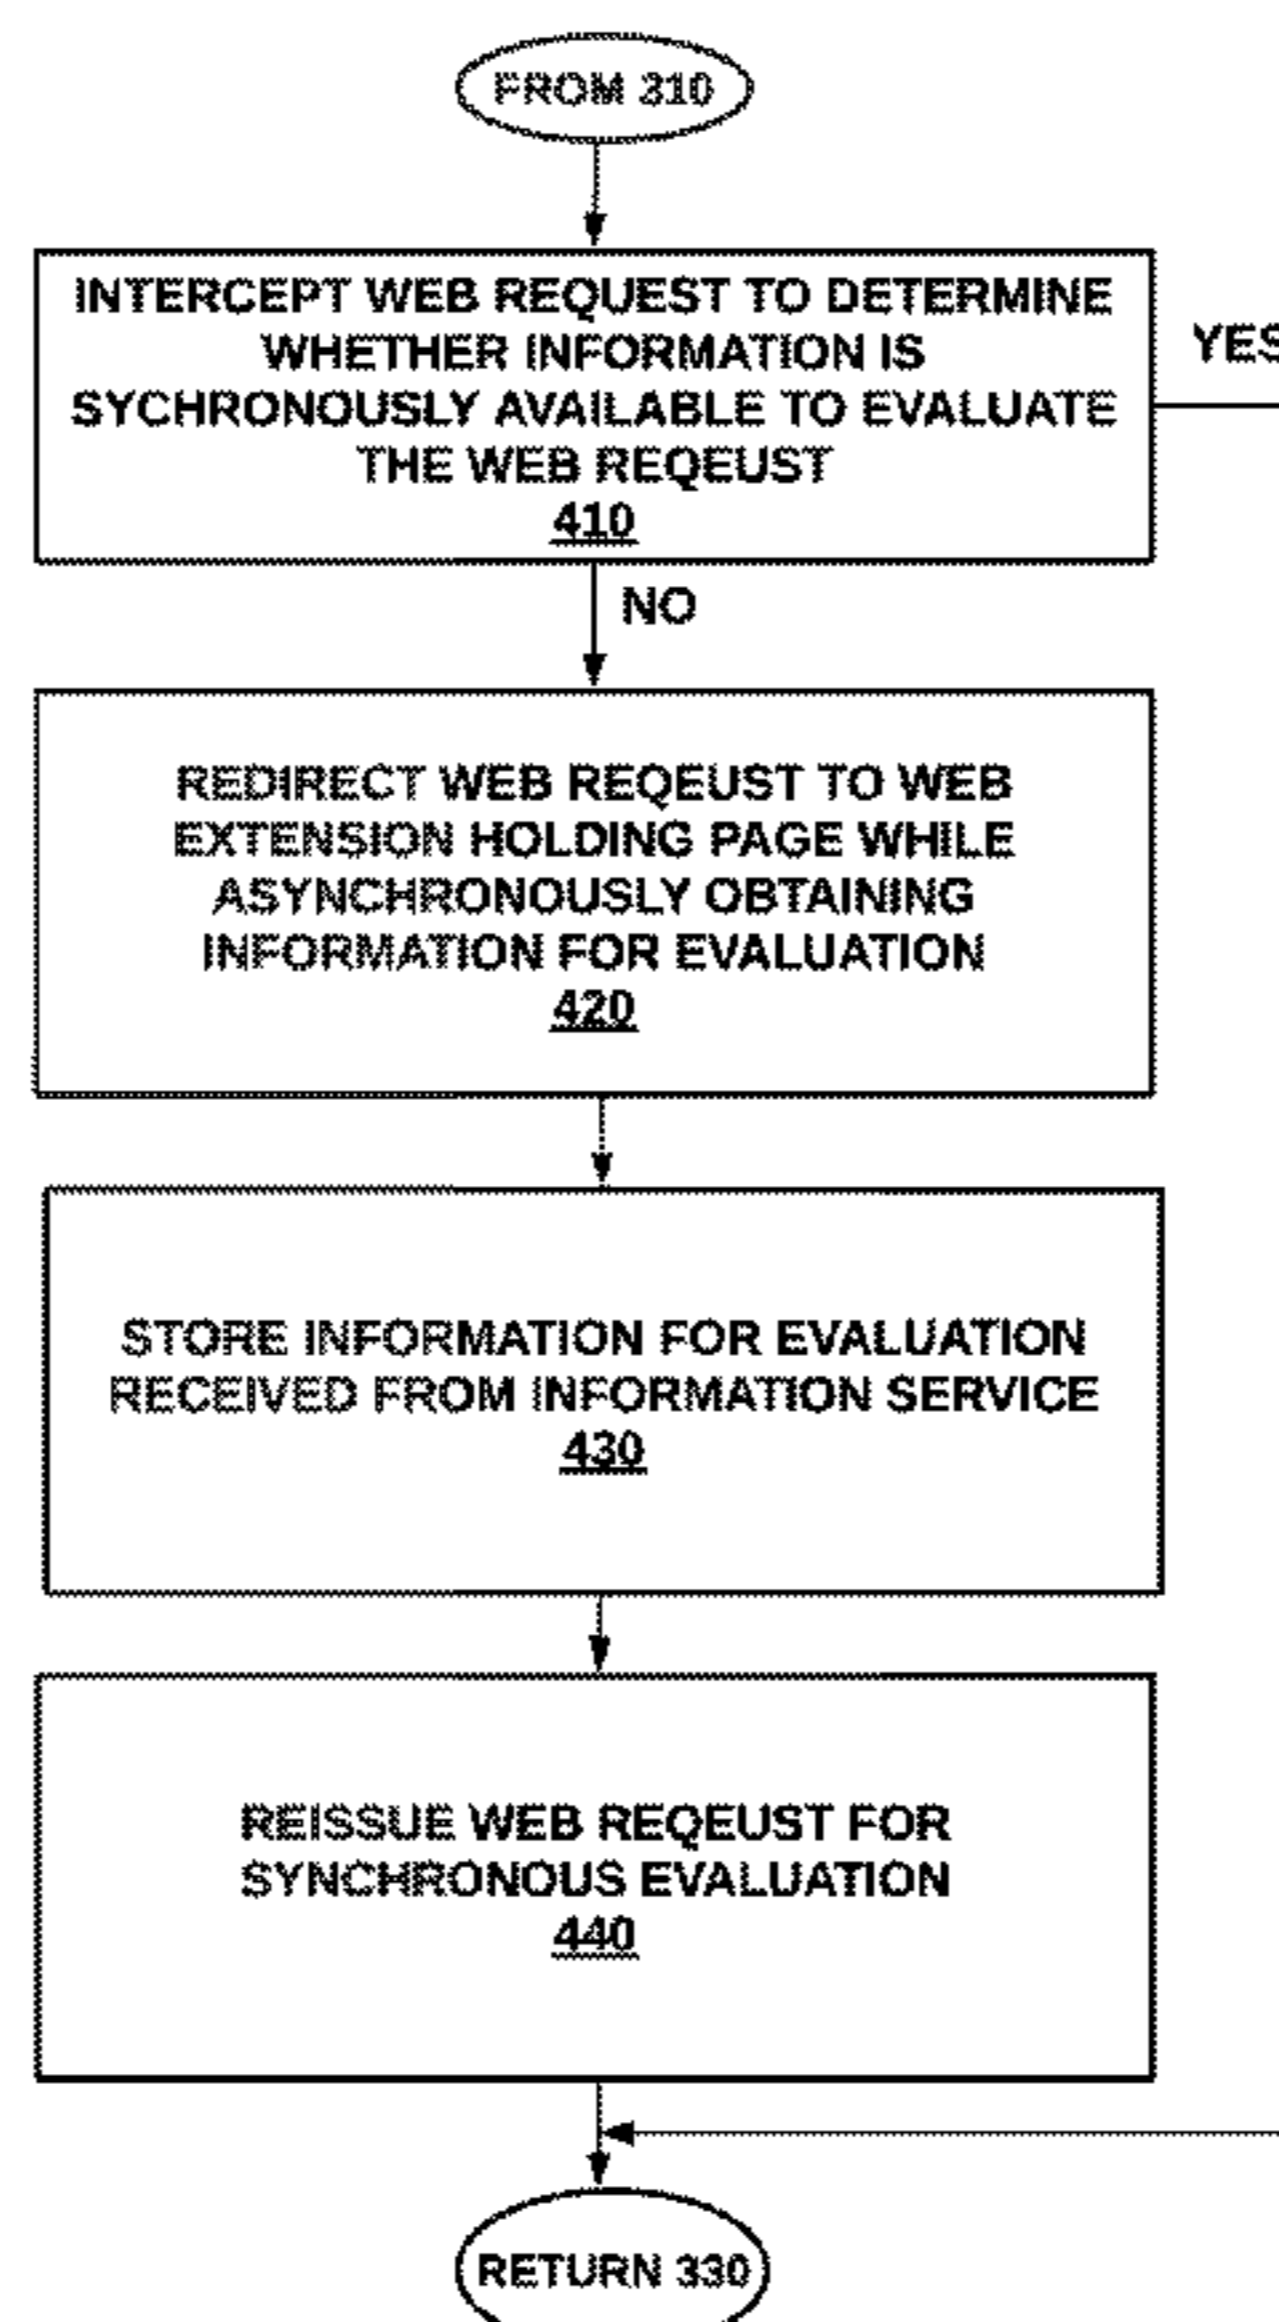 FROM 310
INTERCEPT WEB REQUEST TO DETERMINE
WHETHER INFORMATION IS
SYCHRONOUSLY AVAILABLE TO EVALUATE
THE WEB REQEUST
410
YES
NO
REDIRECT WEB REQEUST TO WEB
EXTENSION HOLDING PAGE WHILE
ASYNCHRONOUSLY OBTAINING
INFORMATION FOR EVALUATION
420
STORE INFORMATION FOR EVALUATION
RECEIVED FROM INFORMATION SERVICE
430
REISSUE WEB REQEUST FOR
SYNCHRONOUS EVALUATION
440
RETURN 330